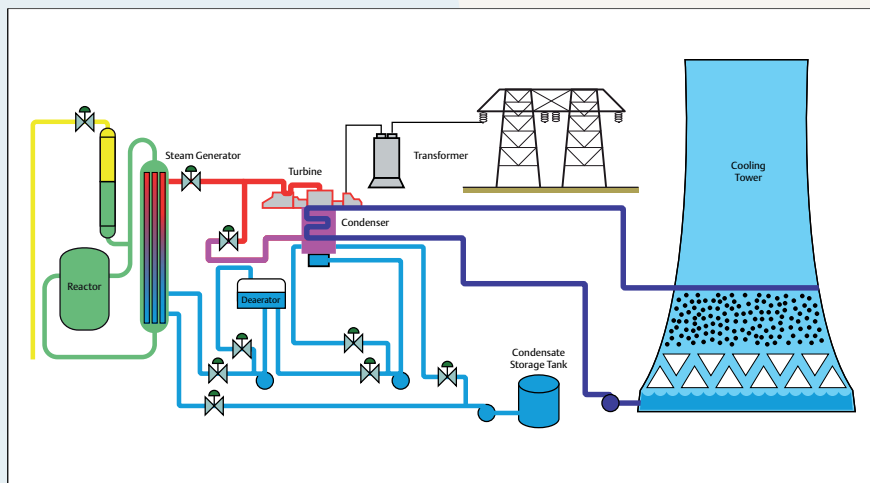 Steam Generator
Turbine
Transformer
Cooling
Tower
Condenser
Reactor
Deaerator
Condensate
Storage Tank